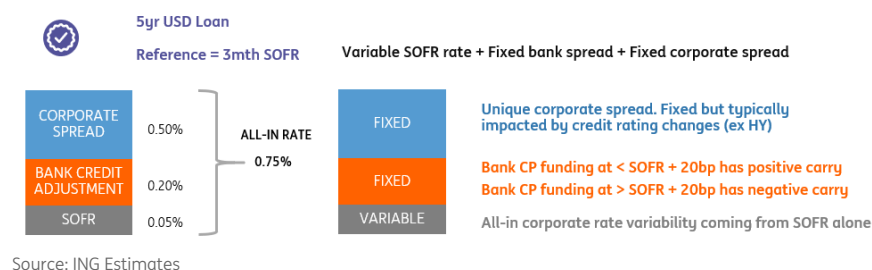 5yr USD Loan
Reference = 3mth SOFR
Variable SOFR rate + Fixed bank spread + Fixed corporate spread
CORPORATE
SPREAD
0.50%
BANK CREDIT
ADJUSTMENT
0.20%
SOFR
0.05%
ALL-IN RATE
0.75%
FIXED
FIXED
VARIABLE
Unique corporate spread. Fixed but typically
impacted by credit rating changes (ex HY)
Bank CP funding at < SOFR + 20bp has positive carry
Bank CP funding at > SOFR + 20bp has negative carry
All-in corporate rate variability coming from SOFR alone
Source: ING Estimates